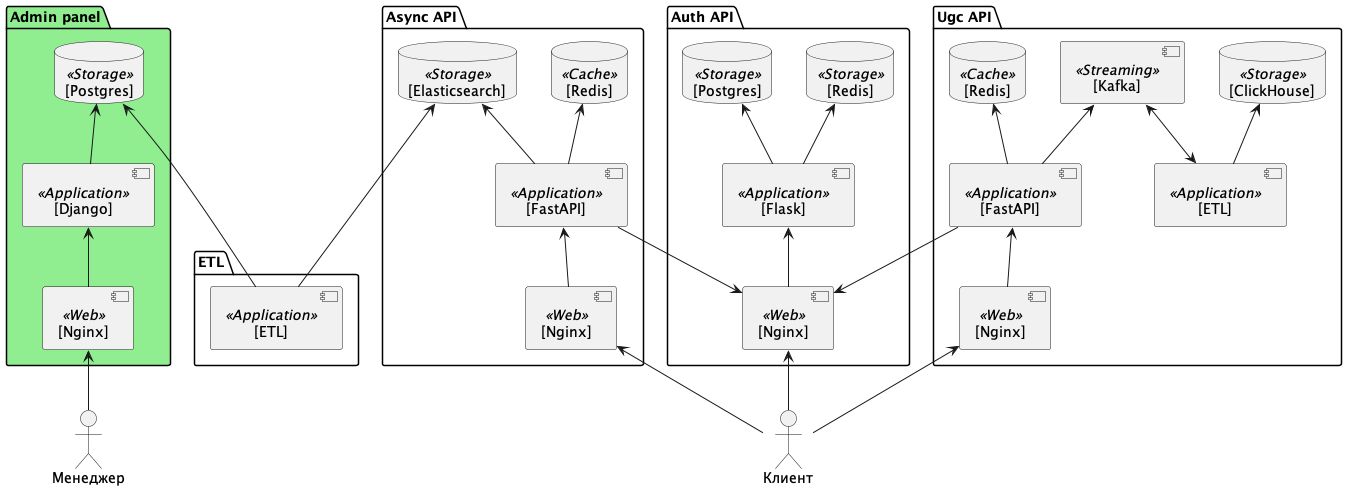 Admin panel
«Storage»
[Postgres]
«Application»
[Django]
«Web»
[Nginx]
ETL
«Application»
[ETL]
Async API
«Storage»
[Elasticsearch]
«Cache»
[Redis]
«Application»
[FastAPI]
«Web»
[Nginx]
Auth API
«Storage»
[Postgres]
«Storage»
[Redis]
«Application»
[Flask]
«Web»
[Nginx]
Ugc API
«Cache»
[Redis]
«Streaming»
[Kafka]
«Storage»
[ClickHouse]
«Application»
[FastAPI]
«Application»
[ETL]
«Web»
[Nginx]
Менеджер
Клиент